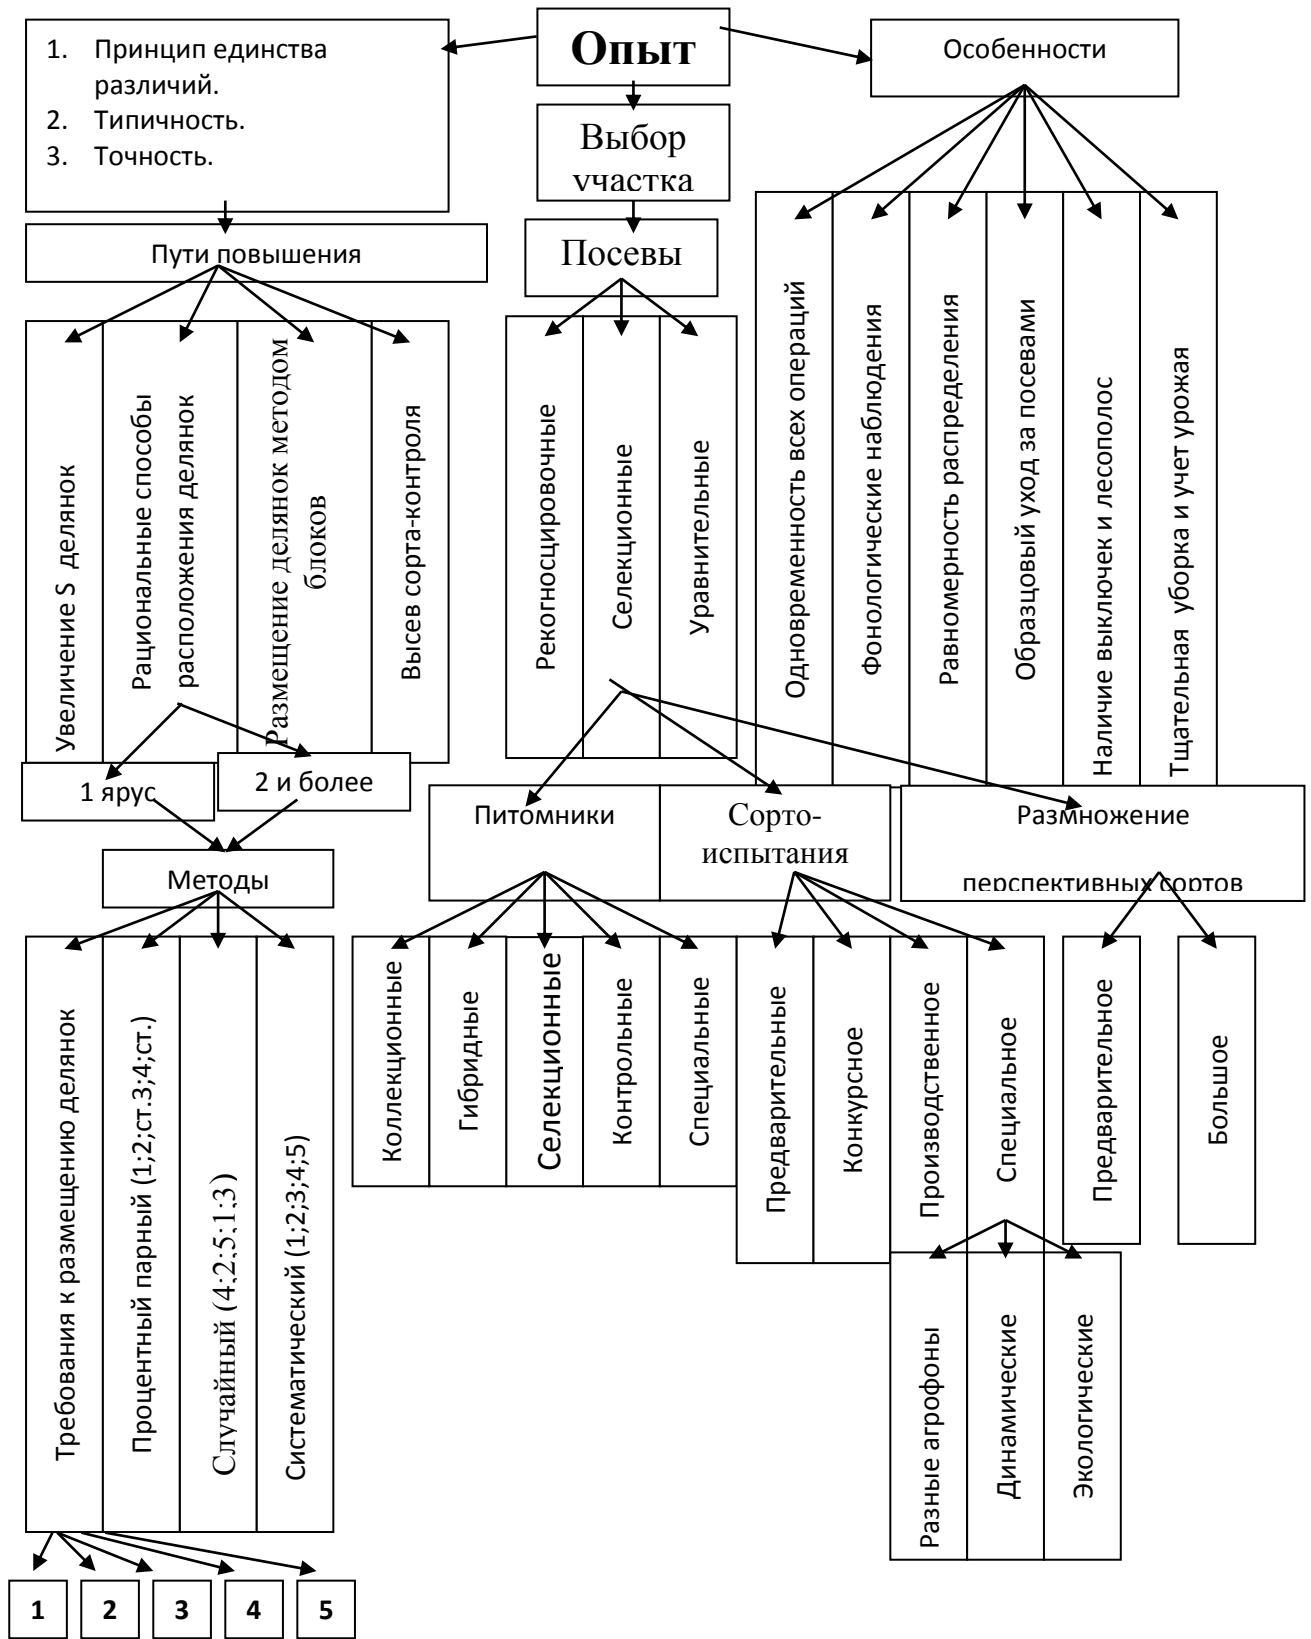 Опыт
1. Принцип единства
различий.
2. Типичность.
3. Точность.
Особенности
Выбор
участка
Пути повышения
Посевы
Увеличение S делянок
Рациональные способы
расположения делянок
Размещение делянок методом
блоков
Высев сорта-контроля
Рекогносцировочные
Селекционные
Уравнительные
Одновременность всех операций
Фонологические наблюдения
Равномерность распределения
Образцовый уход за посевами
Наличие выключек и лесополос
Тщательная уборка и учет урожая
1 ярус
2 и более
Питомники
Сорто-
испытания
Размножение
перспективных сортов
Методы
Требования к размещению делянок
Процентный парный (1;2;ст.3;4;ст.)
Случайный (4;2;5;1;3)
Систематический (1;2;3;4;5)
Коллекционные
Гибридные
Селекционные
Контрольные
Специальные
Предварительные
Конкурсное
Производственное
Специальное
Предварительное
Большое
Разные агрофоны
Динамические
Экологические
1
2
3
4
5